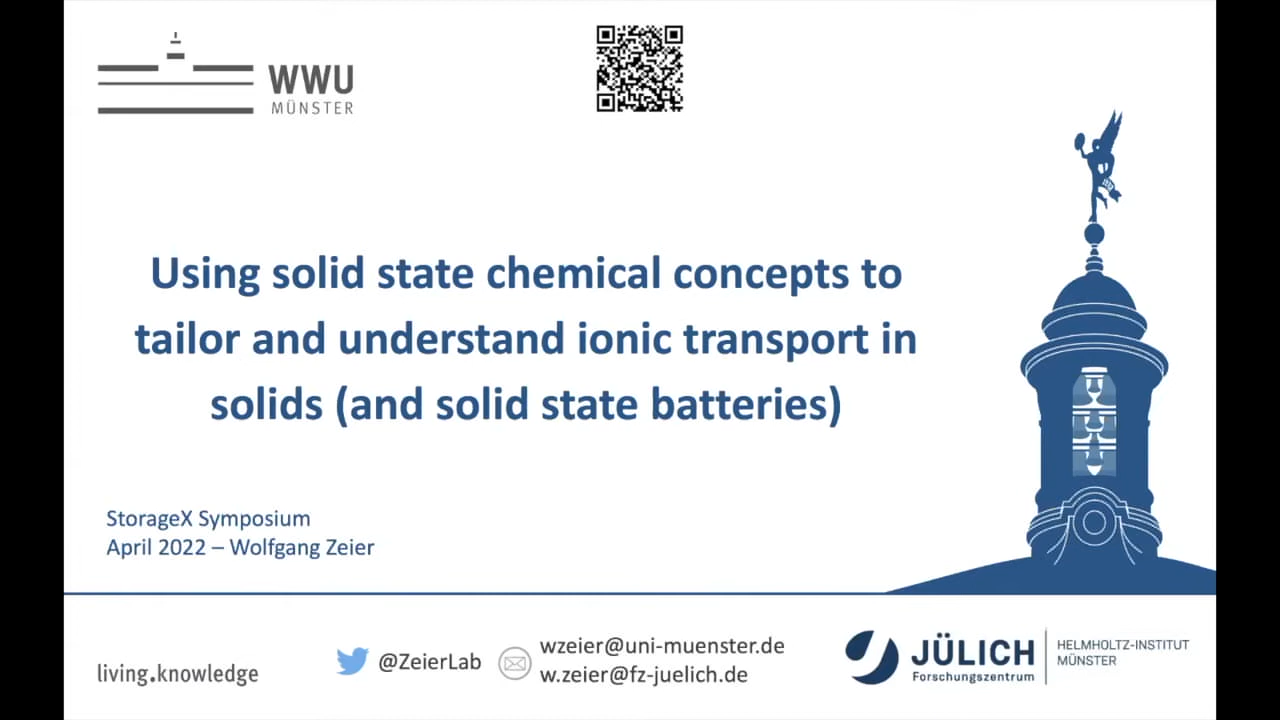 WWU
MÜNSTER
Using solid state chemical concepts to
tailor and understand ionic transport in
solids (and solid state batteries)
StorageX Symposium
April 2022 – Wolfgang Zeier
living.knowledge
@ZeierLab
wzeier@uni-muenster.de
w.zeier@fz-juelich.de
JÜLICH
Forschungszentrum
HELMHOLTZ-INSTITUT
MÜNSTER